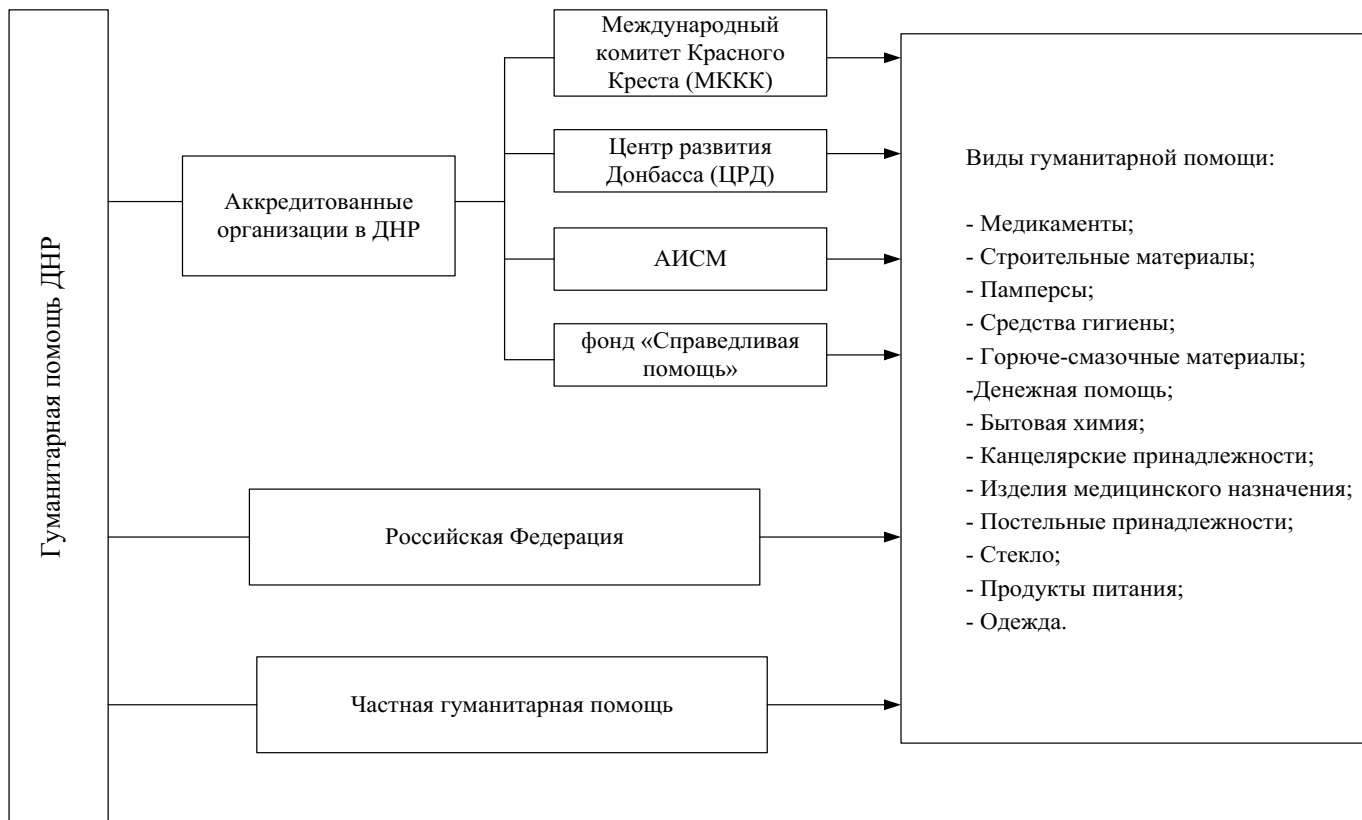 Гуманитарная помощь ДНР
Аккредитованные
организации в ДНР
Международный
комитет Красного
Креста (МККК)
Центр развития
Донбасса (ЦРД)
АИСМ
фонд «Справедливая
помощь»
Российская Федерация
Частная гуманитарная помощь
Виды гуманитарной помощи:
- Медикаменты;
- Строительные материалы;
- Памперсы;
- Средства гигиены;
- Горюче-смазочные материалы;
-Денежная помощь;
- Бытовая химия;
- Канцелярские принадлежности;
- Изделия медицинского назначения;
- Постельные принадлежности;
- Стекло;
- Продукты питания;
- Одежда.